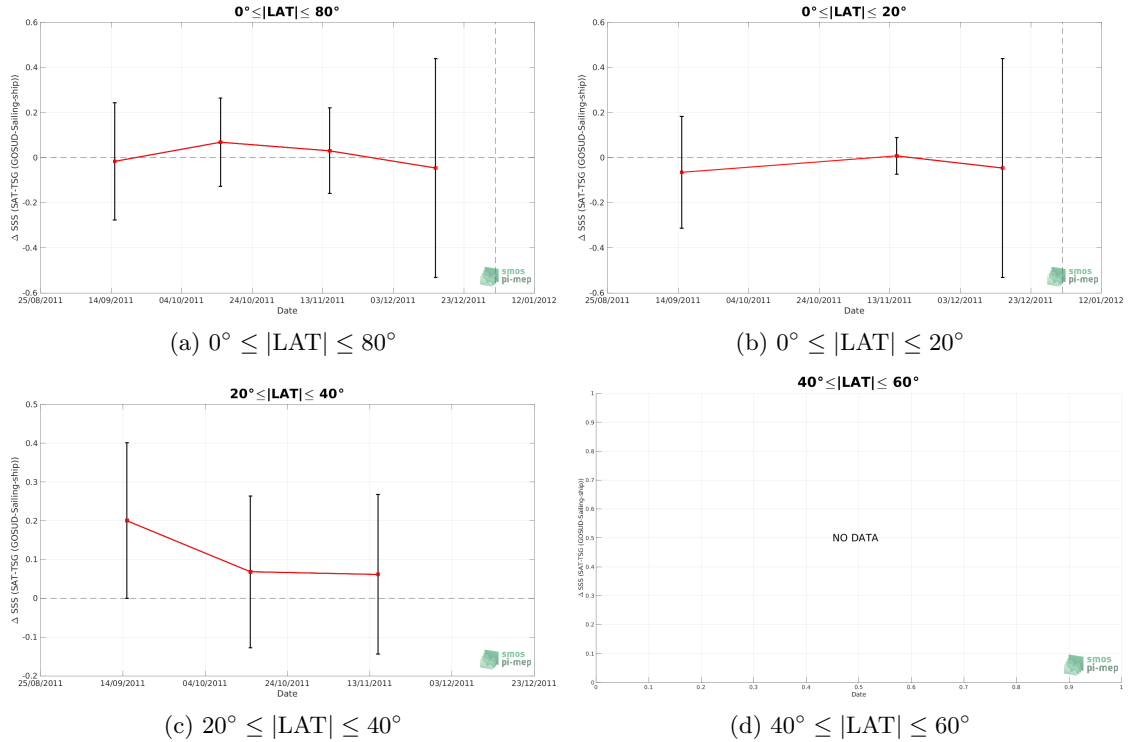 0°≤|LAT|≤ 80°
0.6
0.4
0.2
0
-0.2
-0.4
-0.6
Δ SSS (SAT-TSG (GOSUD-Sailing-ship))
25/08/2011 14/09/2011 04/10/2011 24/10/2011 13/11/2011 03/12/2011 23/12/2011 12/01/2012
Date
smos
pi-mep
(a) 0° ≤ |LAT| ≤ 80°
0°≤|LAT|≤ 20°
0.6
0.4
0.2
0
-0.2
-0.4
-0.6
Δ SSS (SAT-TSG (GOSUD-Sailing-ship))
25/08/2011 14/09/2011 04/10/2011 24/10/2011 13/11/2011 03/12/2011 23/12/2011 12/01/2012
Date
smos
pi-mep
(b) 0° ≤ |LAT| ≤ 20°
20°≤|LAT|≤ 40°
0.5
0.4
0.3
0.2
0.1
0
-0.1
-0.2
Δ SSS (SAT-TSG (GOSUD-Sailing-ship))
25/08/2011 14/09/2011 04/10/2011 24/10/2011 13/11/2011 03/12/2011 23/12/2011
Date
smos
pi-mep
(c) 20° ≤ |LAT| ≤ 40°
40°≤|LAT|≤ 60°
1
0.9
0.8
0.7
0.6
0.5
0.4
0.3
0.2
0.1
0
Δ SSS (SAT-TSG (GOSUD-Sailing-ship))
NO DATA
0 0.1 0.2 0.3 0.4 0.5 0.6 0.7 0.8 0.9 1
Date
smos
pi-mep
(d) 40° ≤ |LAT| ≤ 60°